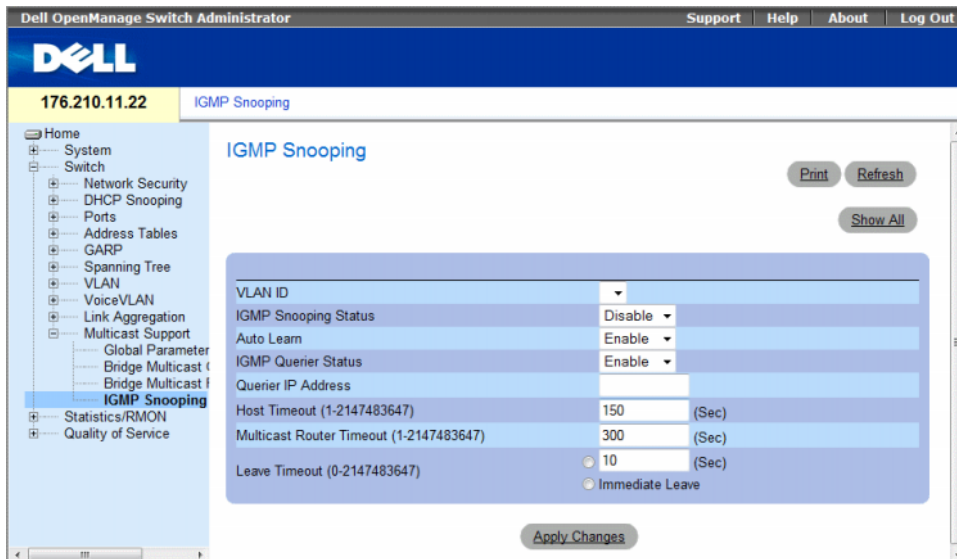 Dell OpenManage Switch Administrator
Support Help About Log Out
DELL
176.210.11.22
IGMP Snooping
Home
System
Switch
Network Security
DHCP Snooping
Ports
Address Tables
GARP
Spanning Tree
VLAN
VoiceVLAN
Link Aggregation
Multicast Support
Global Parameter
Bridge Multicast
Bridge Multicast
IGMP Snooping
Statistics/RMON
Quality of Service
IGMP Snooping
Print Refresh
Show All
VLAN ID
IGMP Snooping Status Disable
Auto Learn Enable
IGMP Querier Status Enable
Querier IP Address
Host Timeout (1-2147483647) 150 (Sec)
Multicast Router Timeout (1-2147483647) 300 (Sec)
Leave Timeout (0-2147483647) 10 (Sec)
Immediate Leave
Apply Changes